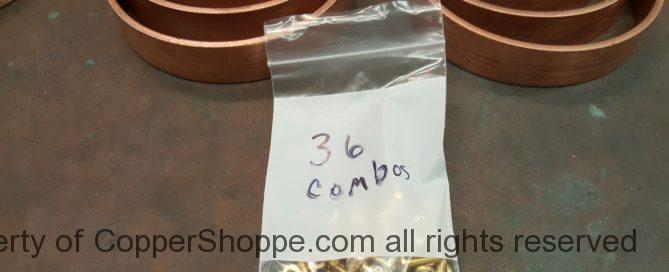 36
combos
erty of CopperShoppe.com all rights reserved